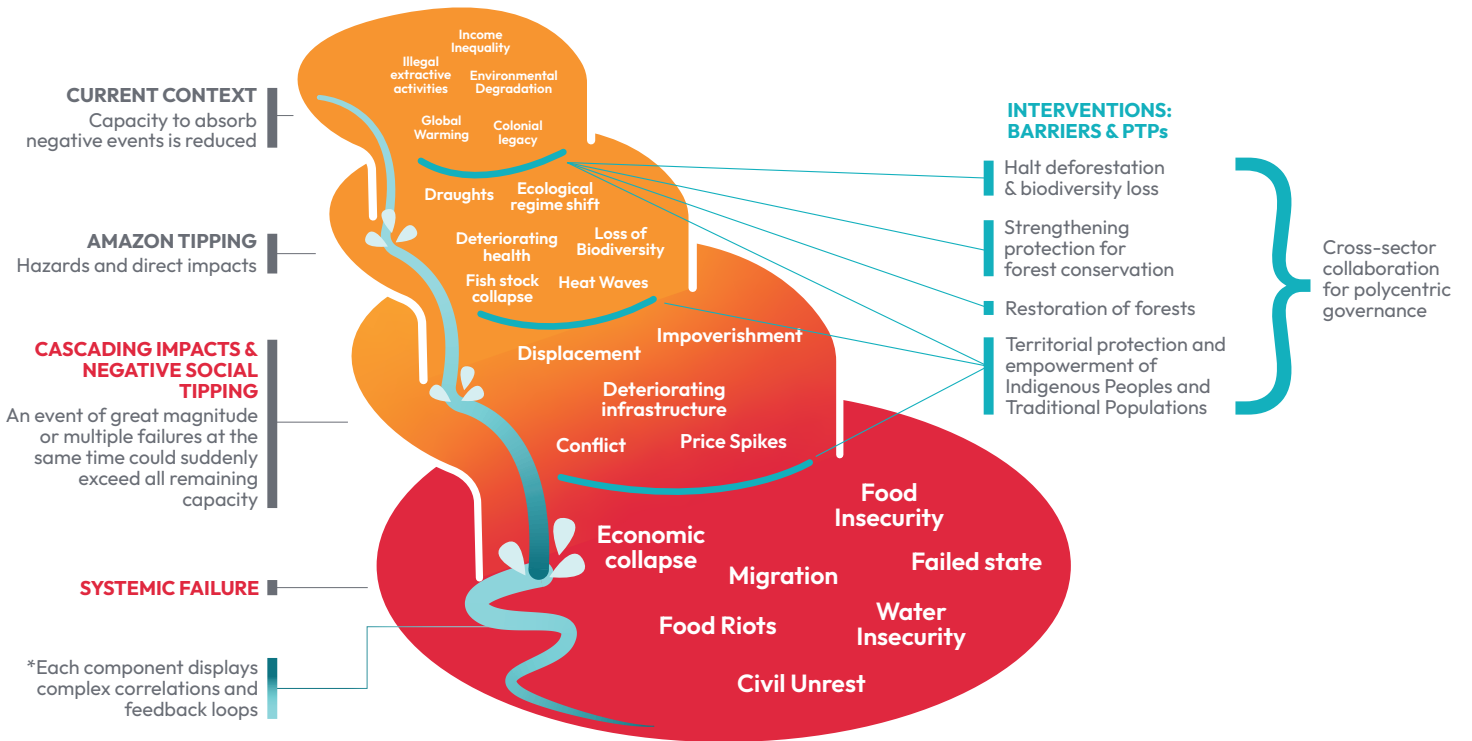 CURRENT CONTEXT
Capacity to absorb
negative events is reduced
AMAZON TIPPING
Hazards and direct impacts
CASCADING IMPACTS &
NEGATIVE SOCIAL
TIPPING
An event of great magnitude
or multiple failures at the
same time could suddenly
exceed all remaining
capacity
SYSTEMIC FAILURE
*Each component displays
complex correlations and
feedback loops
Income
Inequality
Illegal
extractive
activities
Environmental
Degradation
Global
Warming
Colonial
legacy
Draughts
Ecological
regime shift
Deteriorating
health
Loss of
Biodiversity
Fish stock
collapse
Heat Waves
Impoverishment
Displacement
Deteriorating
infrastructure
Conflict
Price Spikes
Food
Insecurity
Economic
collapse
Failed state
Migration
Food Riots
Water
Insecurity
Civil Unrest
INTERVENTIONS:
BARRIERS & PTPs
Halt deforestation
& biodiversity loss
Strengthening
protection for
forest conservation
Restoration of forests
Territorial protection and
empowerment of
Indigenous Peoples and
Traditional Populations
Cross-sector
collaboration
for polycentric
governance